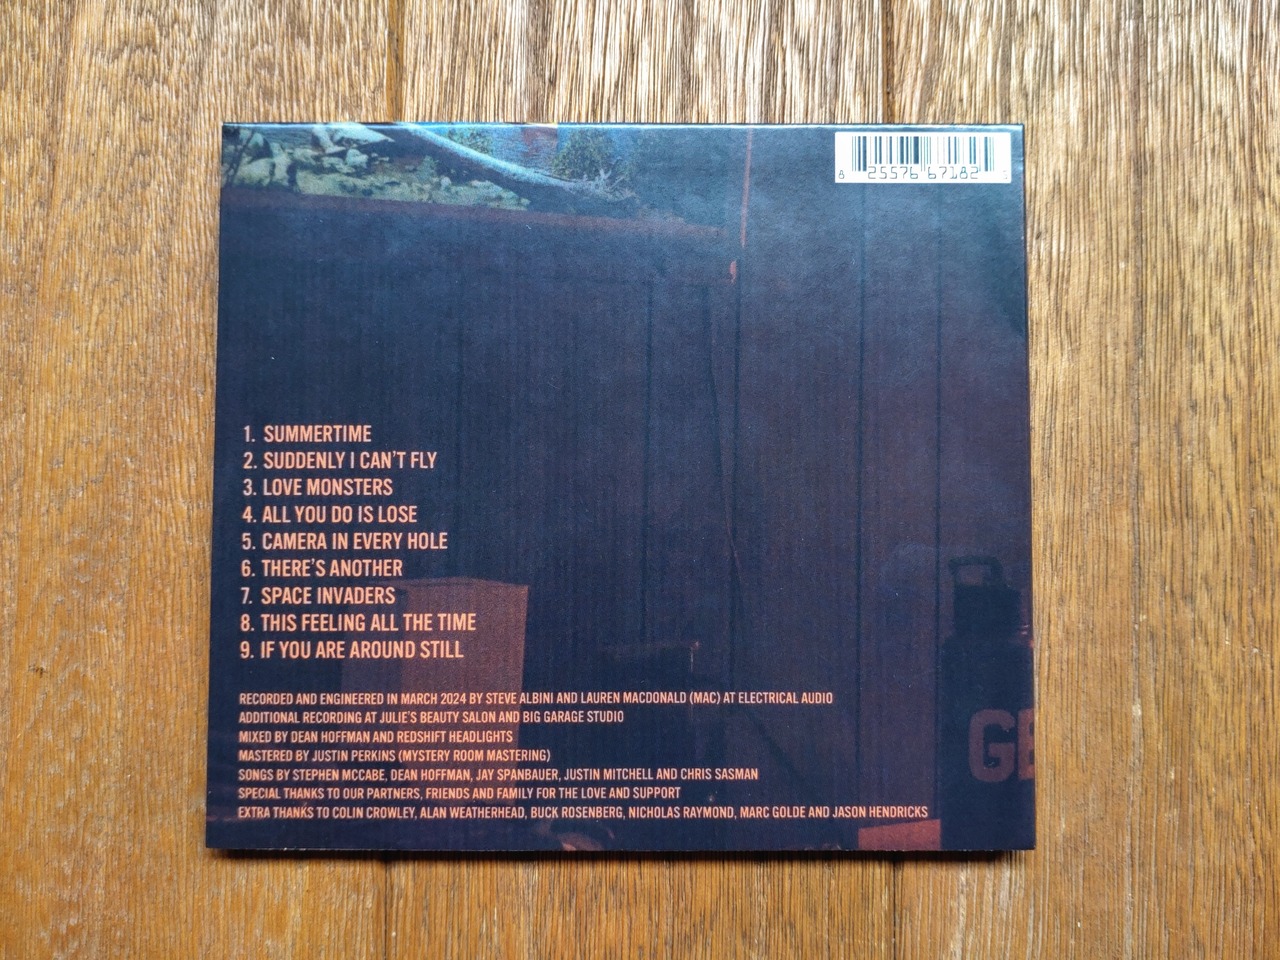 8 25576 67182 5
1. SUMMERTIME
2. SUDDENLY I CAN'T FLY
3. LOVE MONSTERS
4. ALL YOU DO IS LOSE
5. CAMERA IN EVERY HOLE
6. THERE'S ANOTHER
7. SPACE INVADERS
8. THIS FEELING ALL THE TIME
9. IF YOU ARE AROUND STILL
RECORDED AND ENGINEERED IN MARCH 2024 BY STEVE ALBINI AND LAUREN MACDONALD (MAC) AT ELECTRICAL AUDIO
ADDITIONAL RECORDING AT JULIE'S BEAUTY SALON AND BIG GARAGE STUDIO
MIXED BY DEAN HOFFMAN AND REDSHIFT HEADLIGHTS
MASTERED BY JUSTIN PERKINS (MYSTERY ROOM MASTERING)
SONGS BY STEPHEN MCCABE, DEAN HOFFMAN, JAY SPANBAUER, JUSTIN MITCHELL AND CHRIS SASMAN
SPECIAL THANKS TO OUR PARTNERS, FRIENDS AND FAMILY FOR THE LOVE AND SUPPORT
EXTRA THANKS TO COLIN CROWLEY, ALAN WEATHERHEAD, BUCK ROSENBERG, NICHOLAS RAYMOND, MARC GOLDE AND JASON HENDRICKS
GE